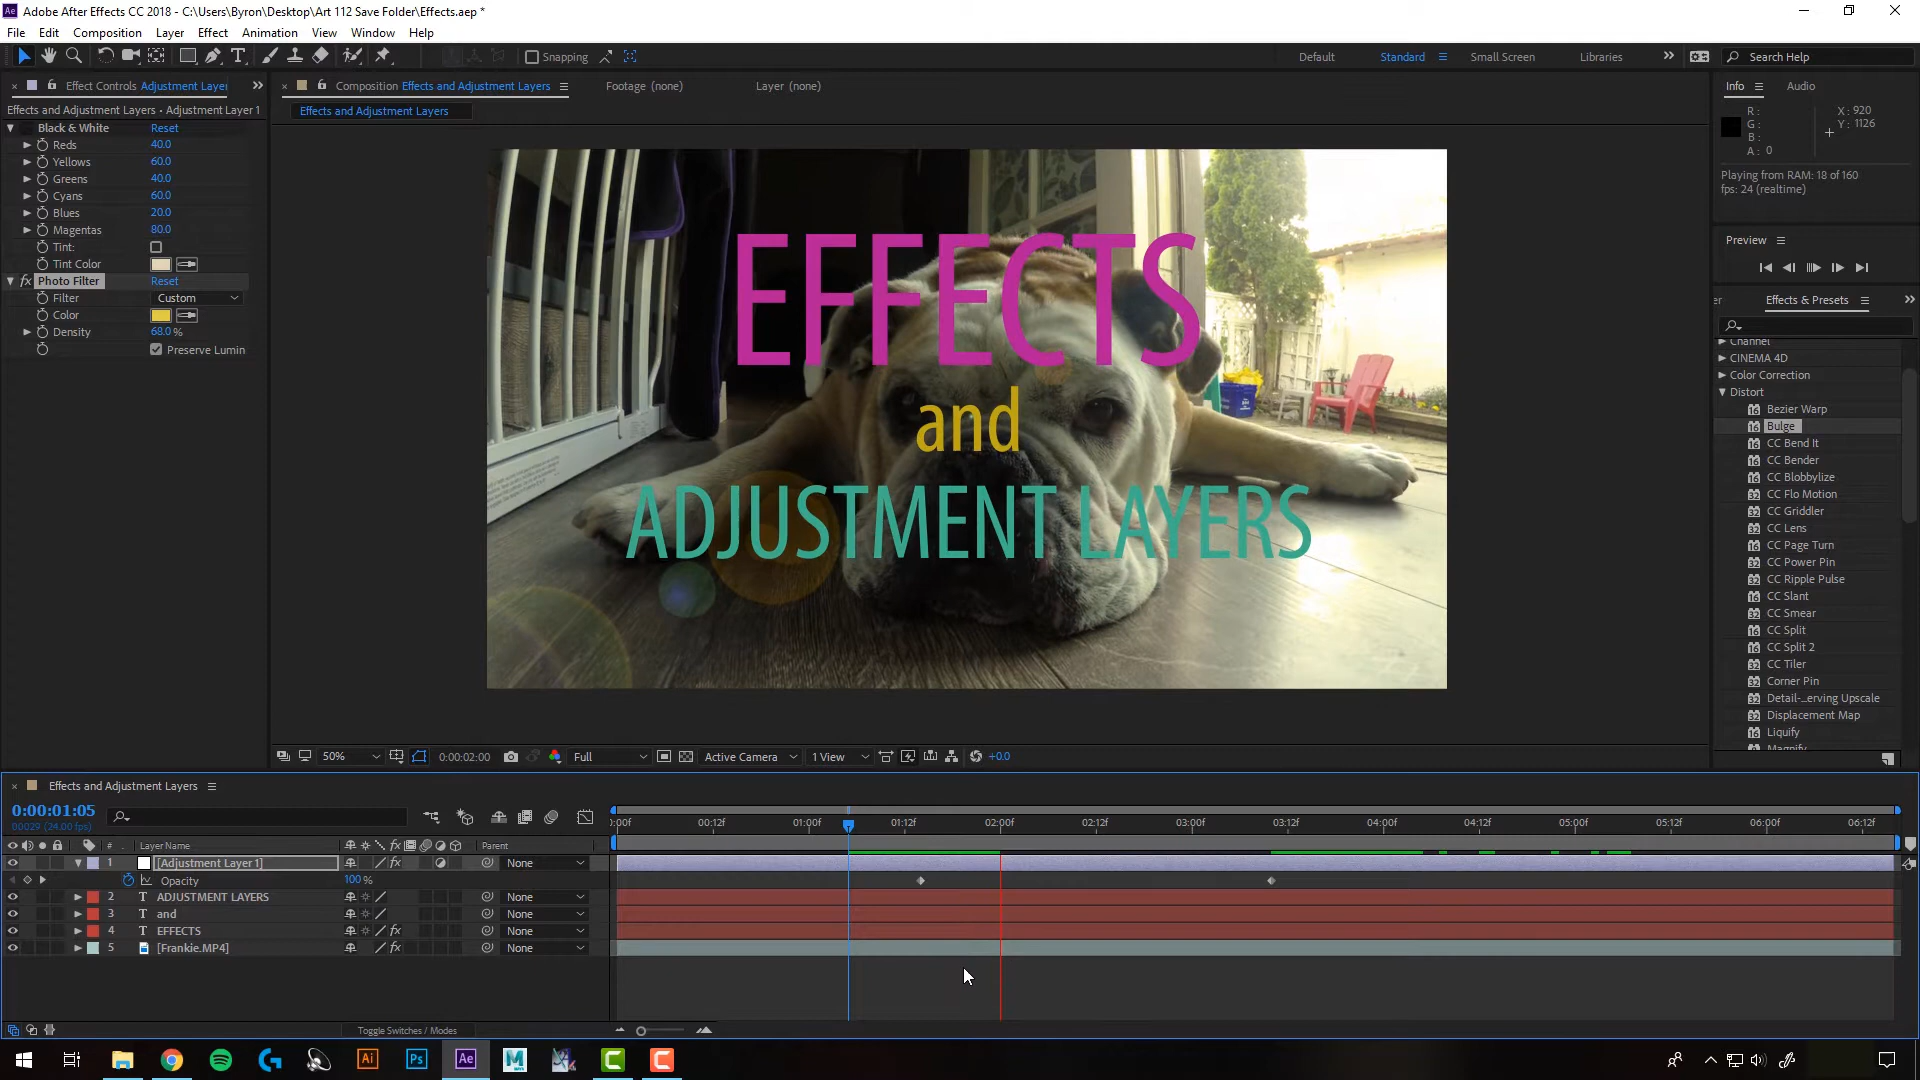 Adobe After Effects CC 2018 - C:\Users\Byron\Desktop\Art 112 Save Folder\Effects.aep *
File Edit Composition Layer Effect Animation View Window Help
Snapping
Default Standard Small Screen Libraries Search Help
Effect Controls Adjustment Layer
Composition Effects and Adjustment Layers
Footage (none)
Layer (none)
Effects and Adjustment Layers • Adjustment Layer 1
Effects and Adjustment Layers
Black & White Reset
Reds 40.0
Yellows 60.0
Greens 40.0
Cyans 60.0
Blues 20.0
Magentas 80.0
Tint:
Tint Color
fx Photo Filter Reset
Filter Custom
Color
Density 68.0 %
Preserve Lumin
EFFECTS
and
ADJUSTMENT LAYERS
Info Audio
R :
G :
B :
A : 0
X : 920
Y : 1126
Playing from RAM: 18 of 160
fps: 24 (realtime)
Preview
er Effects & Presets
Channel
CINEMA 4D
Color Correction
Distort
Bezier Warp
Bulge
CC Bend It
CC Bender
CC Blobbylize
CC Flo Motion
CC Griddler
CC Lens
CC Page Turn
CC Power Pin
CC Ripple Pulse
CC Slant
CC Smear
CC Split
CC Split 2
CC Tiler
Corner Pin
Detail-...erving Upscale
Displacement Map
Liquify
Magnify
50% 0:00:02:00 Full Active Camera 1 View +0.0
Effects and Adjustment Layers
0:00:01:05
00029 (24.00 fps)
:00f 00:12f 01:00f 01:12f 02:00f 02:12f 03:00f 03:12f 04:00f 04:12f 05:00f 05:12f 06:00f 06:12f
# Layer Name Parent
1 [Adjustment Layer 1] fx None
Opacity 100 %
2 T ADJUSTMENT LAYERS None
3 T and None
4 T EFFECTS fx None
5 [Frankie.MP4] fx None
Toggle Switches / Modes
Ai Ps Ae M C C